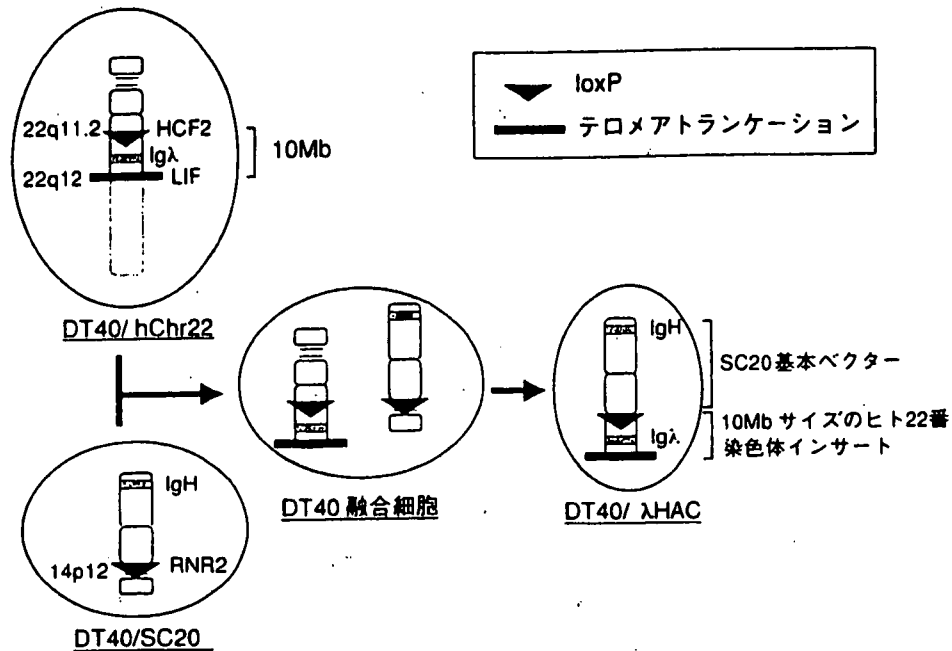 loxP
テロメアトランケーション
22q11.2
HCF2
Igλ
22q12
LIF
10Mb
DT40/ hChr22
IgH
14p12
RNR2
DT40/SC20
DT40 融合細胞
IgH
SC20基本ベクター
Igλ
10Mb サイズのヒト22番
染色体インサート
DT40/ λHAC